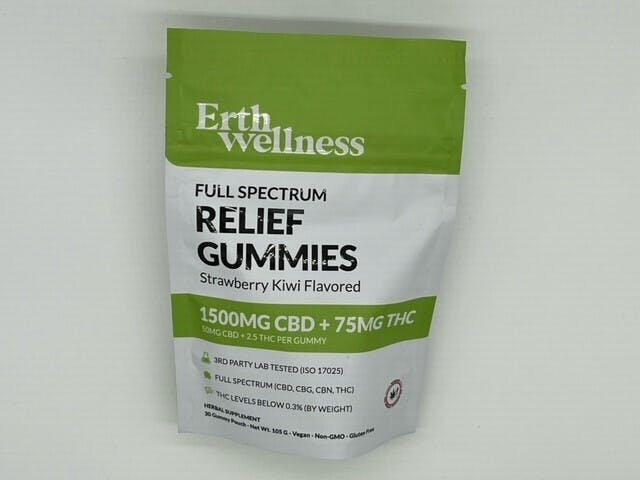 Erth
Wellness
FULL SPECTRUM
RELIEF
GUMMIES
Strawberry Kiwi Flavored
1500MG CBD + 75MG THC
50MG CBD + 2.5 THC PER GUMMY
3RD PARTY LAB TESTED (ISO 17025)
FULL SPECTRUM (CBD, CBG, CBN, THC)
THC LEVELS BELOW 0.3% (BY WEIGHT)
HERBAL SUPPLEMENT
30 Gummy Pouch - Net Wt. 105 G - Vegan - Non-GMO - Gluten Free